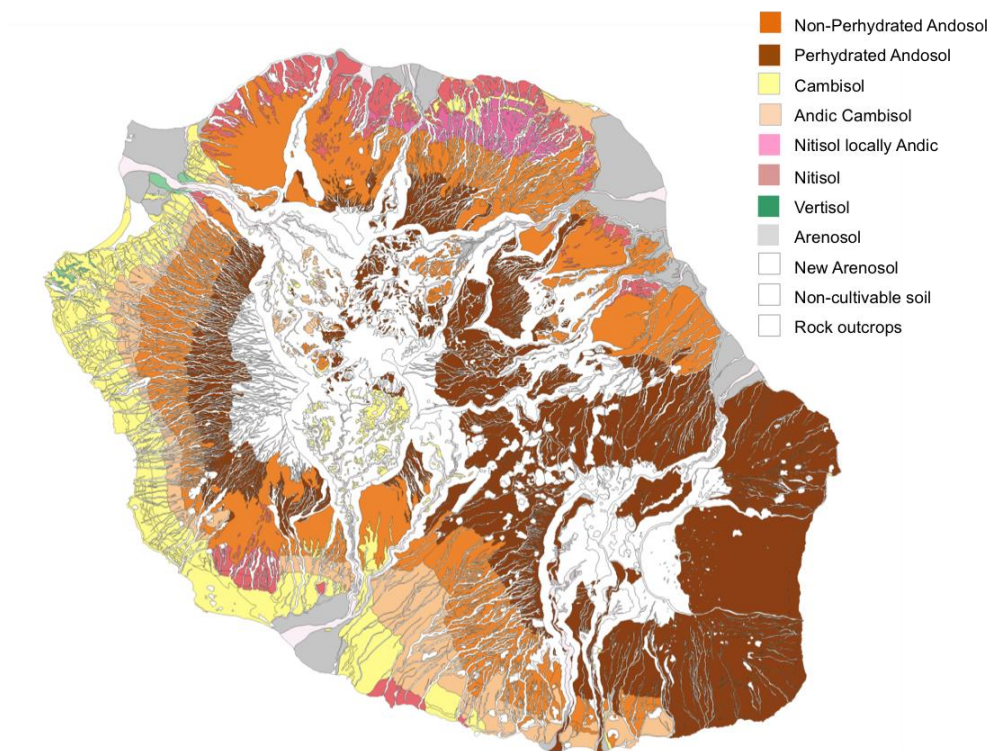 Non-Perhydrated Andosol
Perhydrated Andosol
Cambisol
Andic Cambisol
Nitisol locally Andic
Nitisol
Vertisol
Arenosol
New Arenosol
Non-cultivable soil
Rock outcrops